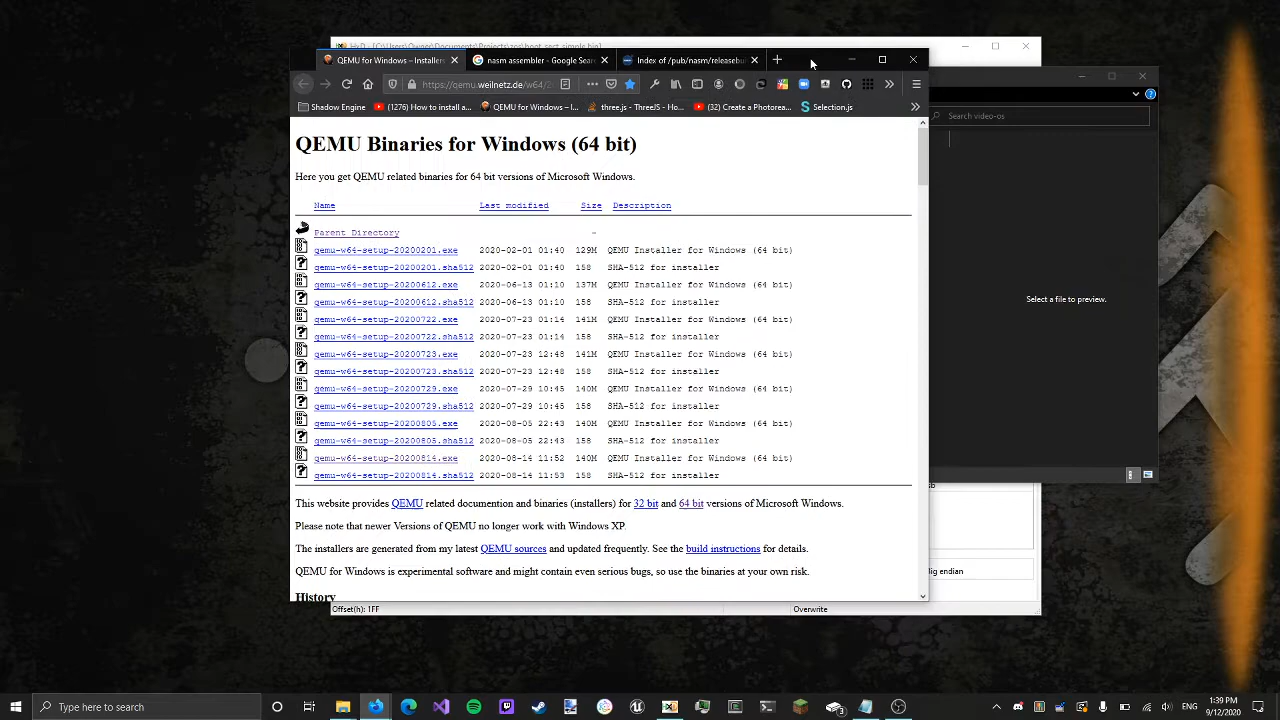 HxD - [C:\Users\Owner\Documents\Projects\zos\boot_sect_simple.bin]
QEMU for Windows – Installers
nasm assembler - Google Sear
Index of /pub/nasm/releasebu
https://qemu.weilnetz.de/w64/2
Shadow Engine
(1276) How to install a...
QEMU for Windows – I...
three.js – ThreeJS - Ho...
(32) Create a Photorea...
Selection.js
Search video-os
QEMU Binaries for Windows (64 bit)
Here you get QEMU related binaries for 64 bit versions of Microsoft Windows.
Name Last modified Size Description
Parent Directory -
qemu-w64-setup-20200201.exe 2020-02-01 01:40 129M QEMU Installer for Windows (64 bit)
qemu-w64-setup-20200201.sha512 2020-02-01 01:40 158 SHA-512 for installer
qemu-w64-setup-20200612.exe 2020-06-13 01:10 137M QEMU Installer for Windows (64 bit)
qemu-w64-setup-20200612.sha512 2020-06-13 01:10 158 SHA-512 for installer
qemu-w64-setup-20200722.exe 2020-07-23 01:14 141M QEMU Installer for Windows (64 bit)
qemu-w64-setup-20200722.sha512 2020-07-23 01:14 158 SHA-512 for installer
qemu-w64-setup-20200723.exe 2020-07-23 12:48 141M QEMU Installer for Windows (64 bit)
qemu-w64-setup-20200723.sha512 2020-07-23 12:48 158 SHA-512 for installer
qemu-w64-setup-20200729.exe 2020-07-29 10:45 140M QEMU Installer for Windows (64 bit)
qemu-w64-setup-20200729.sha512 2020-07-29 10:45 158 SHA-512 for installer
qemu-w64-setup-20200805.exe 2020-08-05 22:43 140M QEMU Installer for Windows (64 bit)
qemu-w64-setup-20200805.sha512 2020-08-05 22:43 158 SHA-512 for installer
qemu-w64-setup-20200814.exe 2020-08-14 11:52 140M QEMU Installer for Windows (64 bit)
qemu-w64-setup-20200814.sha512 2020-08-14 11:53 158 SHA-512 for installer
This website provides QEMU related documention and binaries (installers) for 32 bit and 64 bit versions of Microsoft Windows.
Please note that newer Versions of QEMU no longer work with Windows XP.
The installers are generated from my latest QEMU sources and updated frequently. See the build instructions for details.
QEMU for Windows is experimental software and might contain even serious bugs, so use the binaries at your own risk.
History
Select a file to preview.
sb
Big endian
Offset(h): 1FF
Overwrite
Type here to search
ENG
1:39 PM
9/12/2020